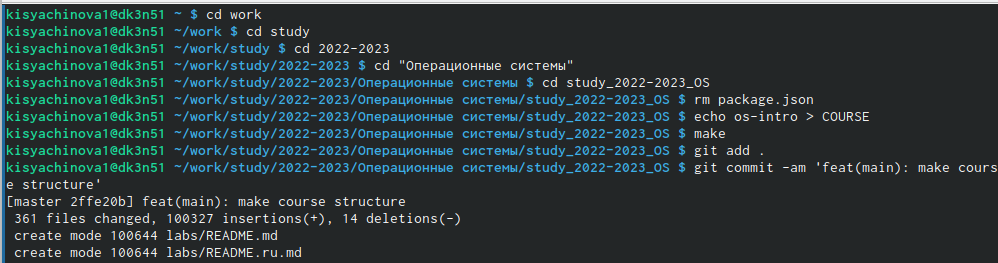 kisyachinova1@dk3n51 ~ $ cd work
kisyachinova1@dk3n51 ~/work $ cd study
kisyachinova1@dk3n51 ~/work/study $ cd 2022-2023
kisyachinova1@dk3n51 ~/work/study/2022-2023 $ cd "Операционные системы"
kisyachinova1@dk3n51 ~/work/study/2022-2023/Операционные системы $ cd study_2022-2023_OS
kisyachinova1@dk3n51 ~/work/study/2022-2023/Операционные системы/study_2022-2023_OS $ rm package.json
kisyachinova1@dk3n51 ~/work/study/2022-2023/Операционные системы/study_2022-2023_OS $ echo os-intro > COURSE
kisyachinova1@dk3n51 ~/work/study/2022-2023/Операционные системы/study_2022-2023_OS $ make
kisyachinova1@dk3n51 ~/work/study/2022-2023/Операционные системы/study_2022-2023_OS $ git add .
kisyachinova1@dk3n51 ~/work/study/2022-2023/Операционные системы/study_2022-2023_OS $ git commit -am 'feat(main): make cours
e structure'
[master 2ffe20b] feat(main): make course structure
 361 files changed, 100327 insertions(+), 14 deletions(-)
 create mode 100644 labs/README.md
 create mode 100644 labs/README.ru.md